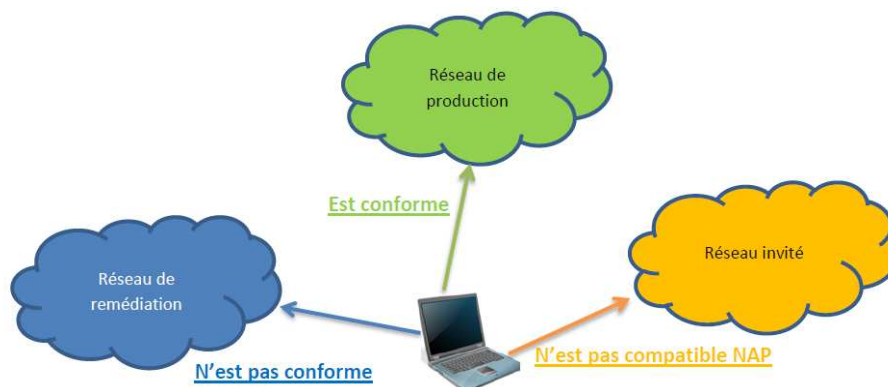 Réseau de
production
Est conforme
Réseau de
remédiation
Réseau invité
N'est pas conforme
N'est pas compatible NAP